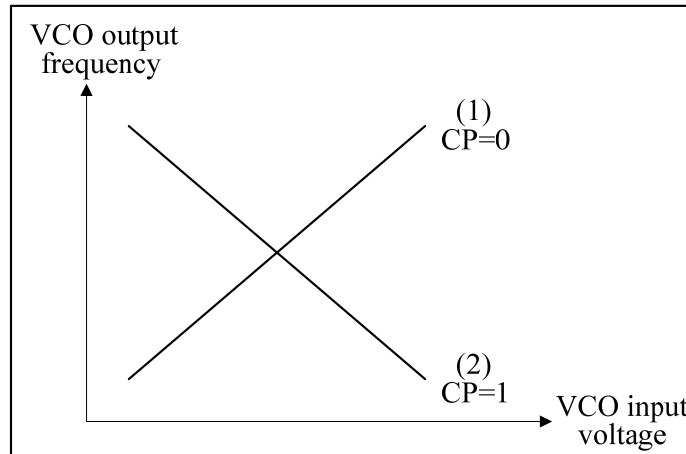 VCO output
frequency
(1)
CP=0
(2)
CP=1
VCO input
voltage